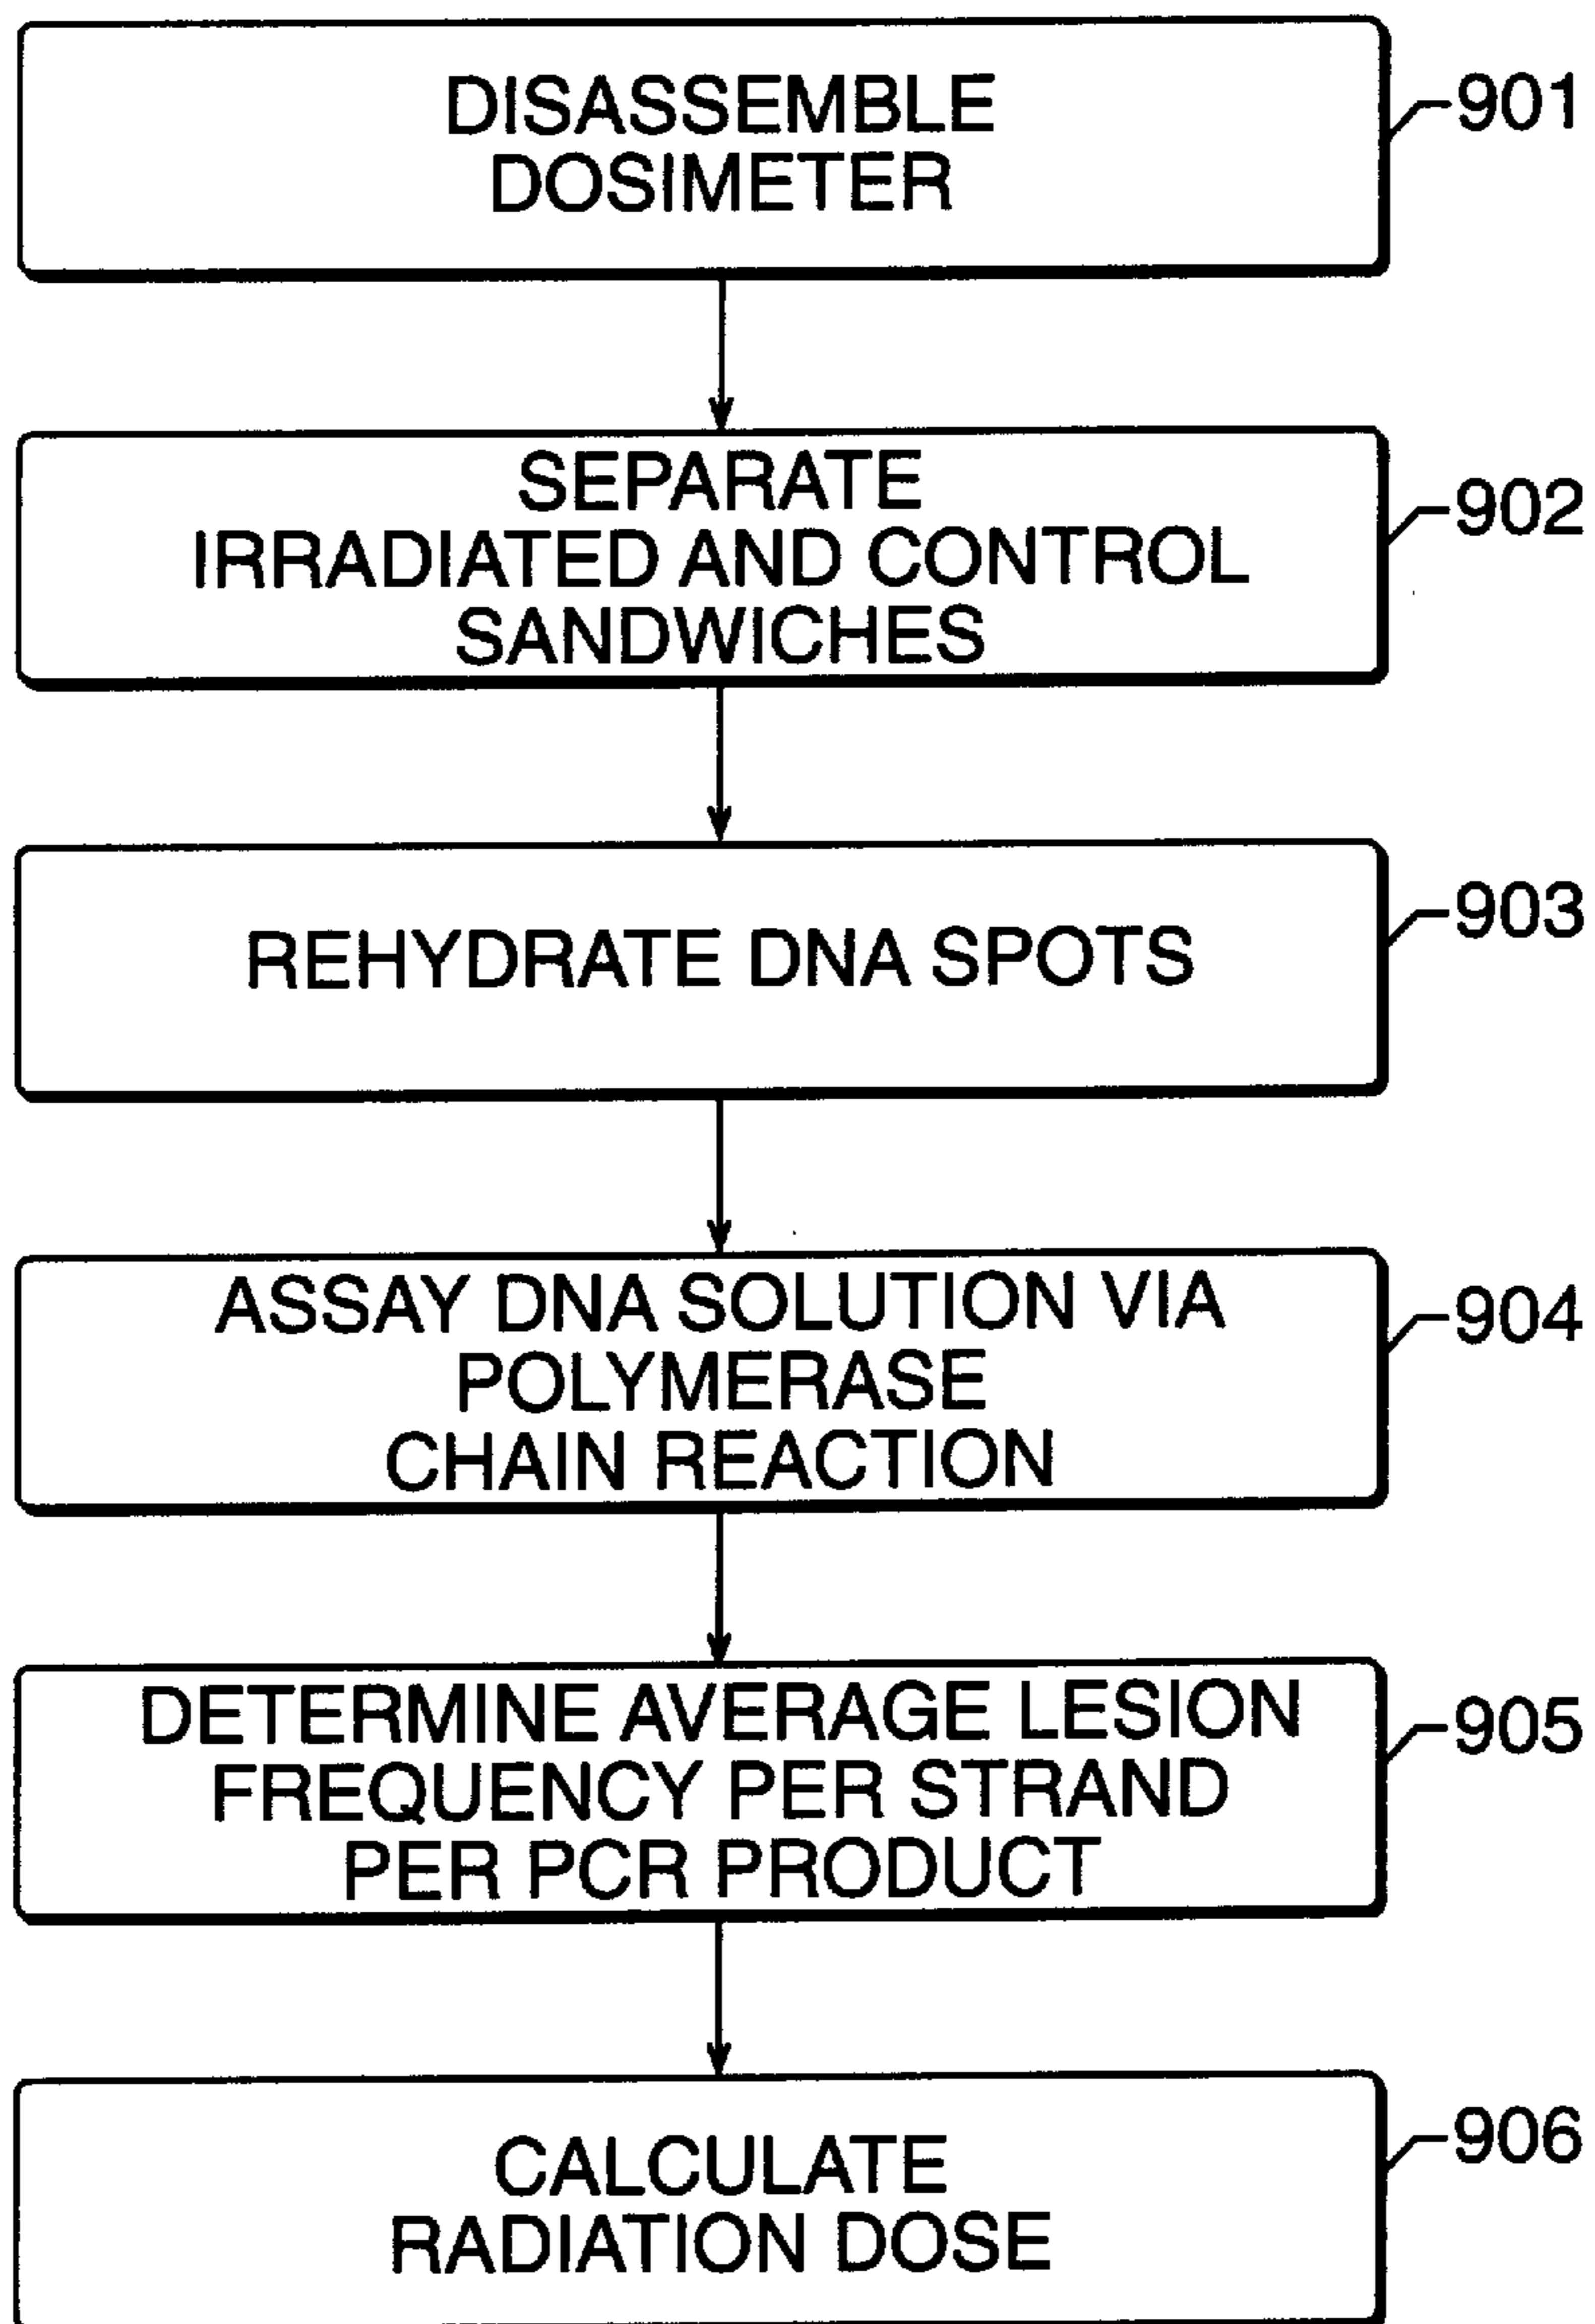 DISASSEMBLE
DOSIMETER
901
SEPARATE
IRRADIATED AND CONTROL
SANDWICHES
902
REHYDRATE DNA SPOTS
903
ASSAY DNA SOLUTION VIA
POLYMERASE
CHAIN REACTION
904
DETERMINE AVERAGE LESION
FREQUENCY PER STRAND
PER PCR PRODUCT
905
CALCULATE
RADIATION DOSE
906